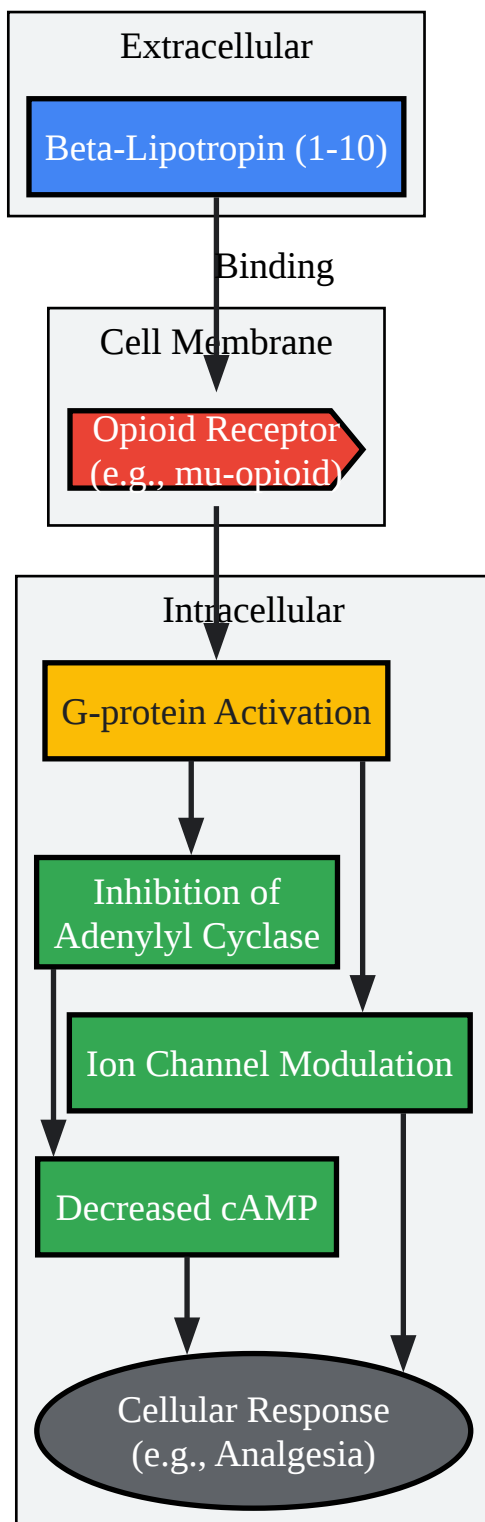 Extracellular
Beta-Lipotropin (1-10)
Binding
Cell Membrane
Opioid Receptor
(e.g., mu-opioid)
Intracellular
G-protein Activation
Inhibition of
Adenylyl Cyclase
Ion Channel Modulation
Decreased cAMP
Cellular Response
(e.g., Analgesia)